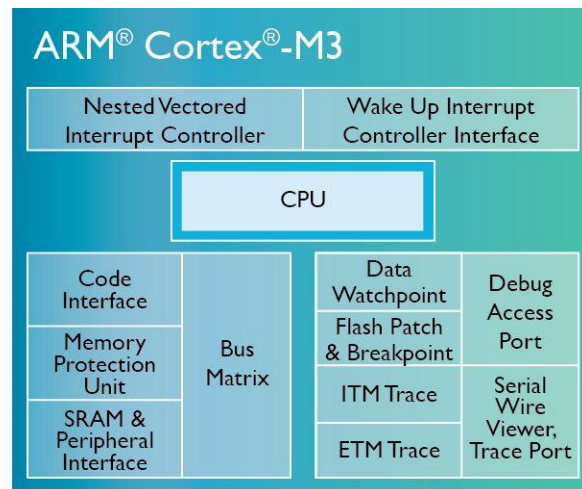 ARM® Cortex®-M3
Nested Vectored
Interrupt Controller
Wake Up Interrupt
Controller Interface
CPU
Code
Interface
Memory
Protection
Unit
SRAM &
Peripheral
Interface
Bus
Matrix
Data
Watchpoint
Flash Patch
& Breakpoint
ITM Trace
ETM Trace
Debug
Access
Port
Serial
Wire
Viewer,
Trace Port